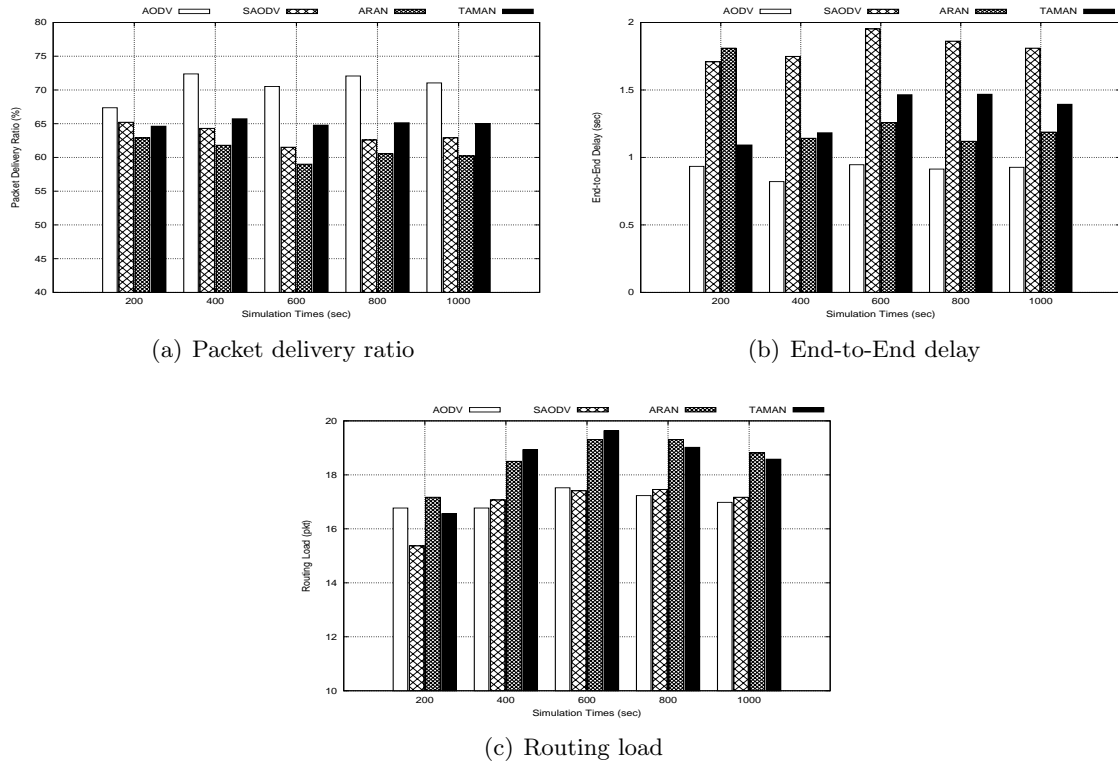 AODV SAODV ARAN TAMAN
80
75
70
65
60
55
50
45
40
Packet Delivery Ratio (%)
200 400 600 800 1000
Simulation Times (sec)
(a) Packet delivery ratio
AODV SAODV ARAN TAMAN
2
1.5
1
0.5
0
End-to-End Delay (sec)
200 400 600 800 1000
Simulation Times (sec)
(b) End-to-End delay
AODV SAODV ARAN TAMAN
20
18
16
14
12
10
Routing Load (pkt)
200 400 600 800 1000
Simulation Times (sec)
(c) Routing load